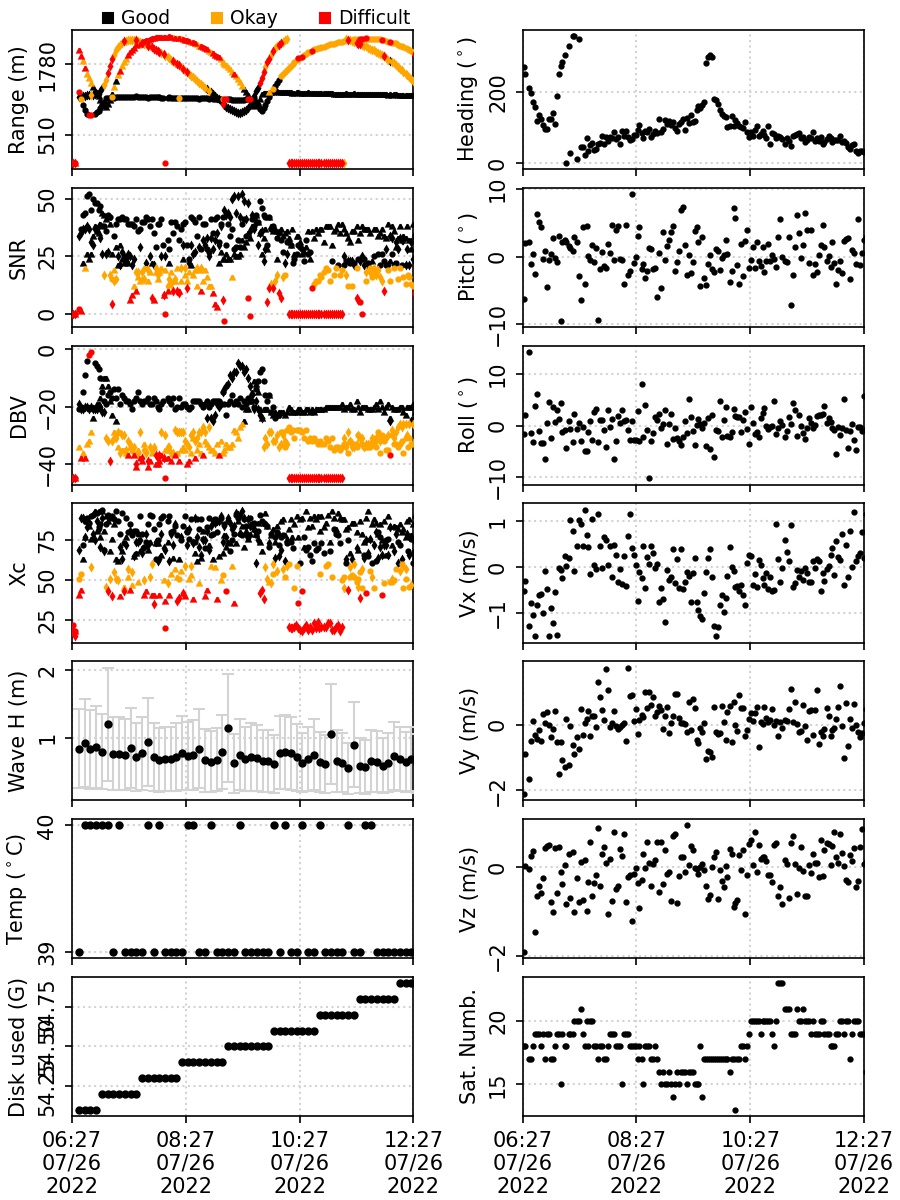 Good Okay Difficult
Range (m)
1780
510
Heading (°)
200
0
SNR
50
25
0
Pitch (°)
10
0
−10
DBV
0
−20
−40
Roll (°)
10
0
−10
Xc
75
50
25
Vx (m/s)
1
0
−1
Wave H (m)
2
1
Vy (m/s)
0
−2
Temp (°C)
40
39
Vz (m/s)
0
−2
Disk used (G)
54.75
54.50
54.25
Sat. Numb.
20
15
06:27 08:27 10:27 12:27
07/26 07/26 07/26 07/26
2022 2022 2022 2022
06:27 08:27 10:27 12:27
07/26 07/26 07/26 07/26
2022 2022 2022 2022